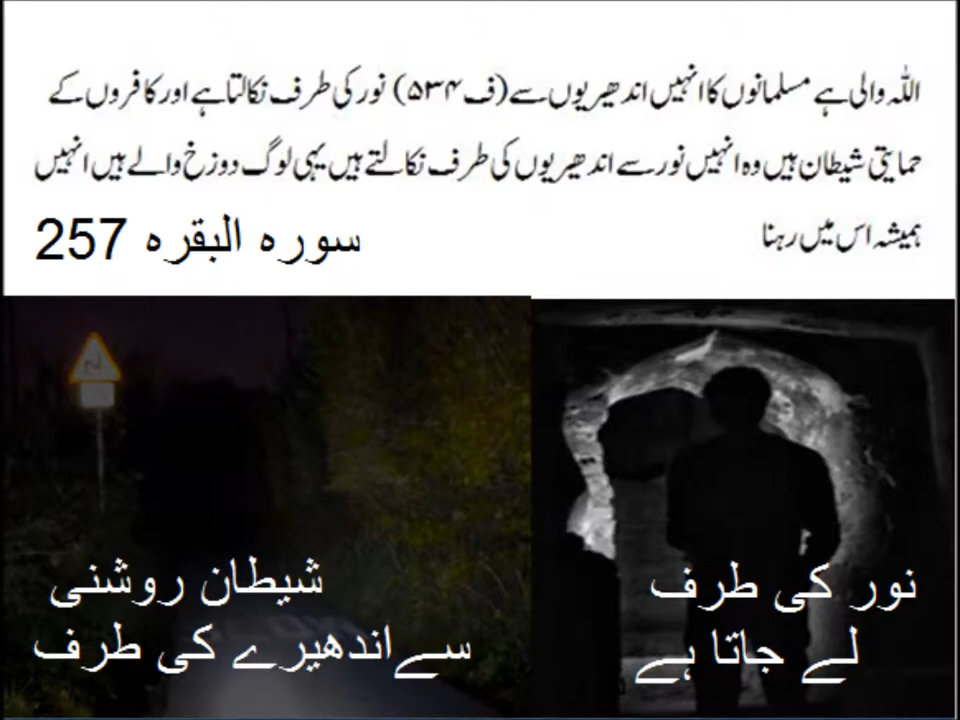 اللہ والی ہے مسلمانوں کا انہیں اندھیریوں سے (ف ۵۳۴) نور کی طرف نکالتا ہے اور کافروں کے
حمایتی شیطان ہیں وہ انہیں نور سے اندھیریوں کی طرف نکالتے ہیں یہی لوگ دوزخ والے ہیں انہیں
ہمیشہ اس میں رہنا
سورہ البقرہ 257
نور کی طرف
لے جاتا ہے
شیطان روشنی
سے اندھیرے کی طرف